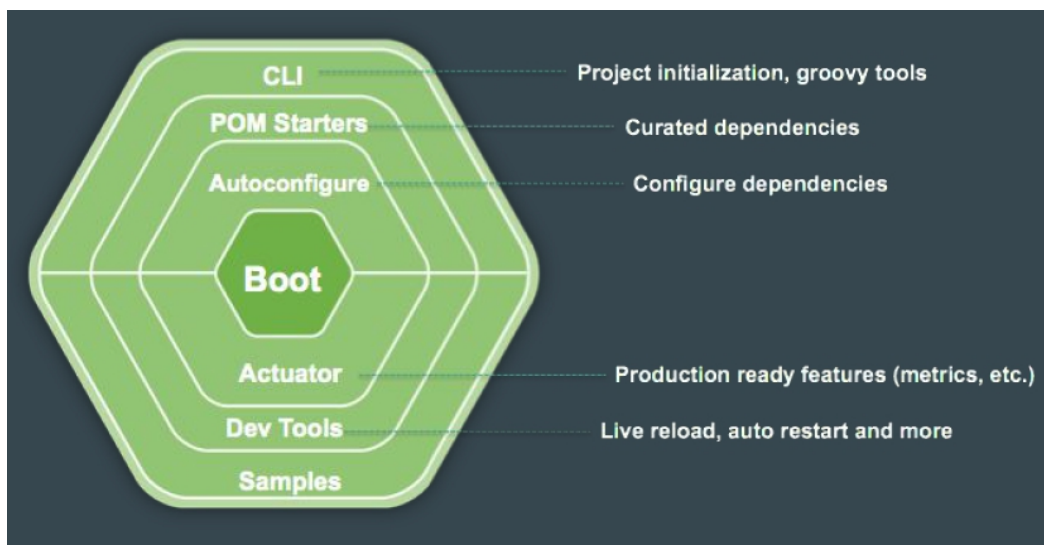 CLI
Project initialization, groovy tools
POM Starters
Curated dependencies
Autoconfigure
Configure dependencies
Boot
Actuator
Production ready features (metrics, etc.)
Dev Tools
Live reload, auto restart and more
Samples